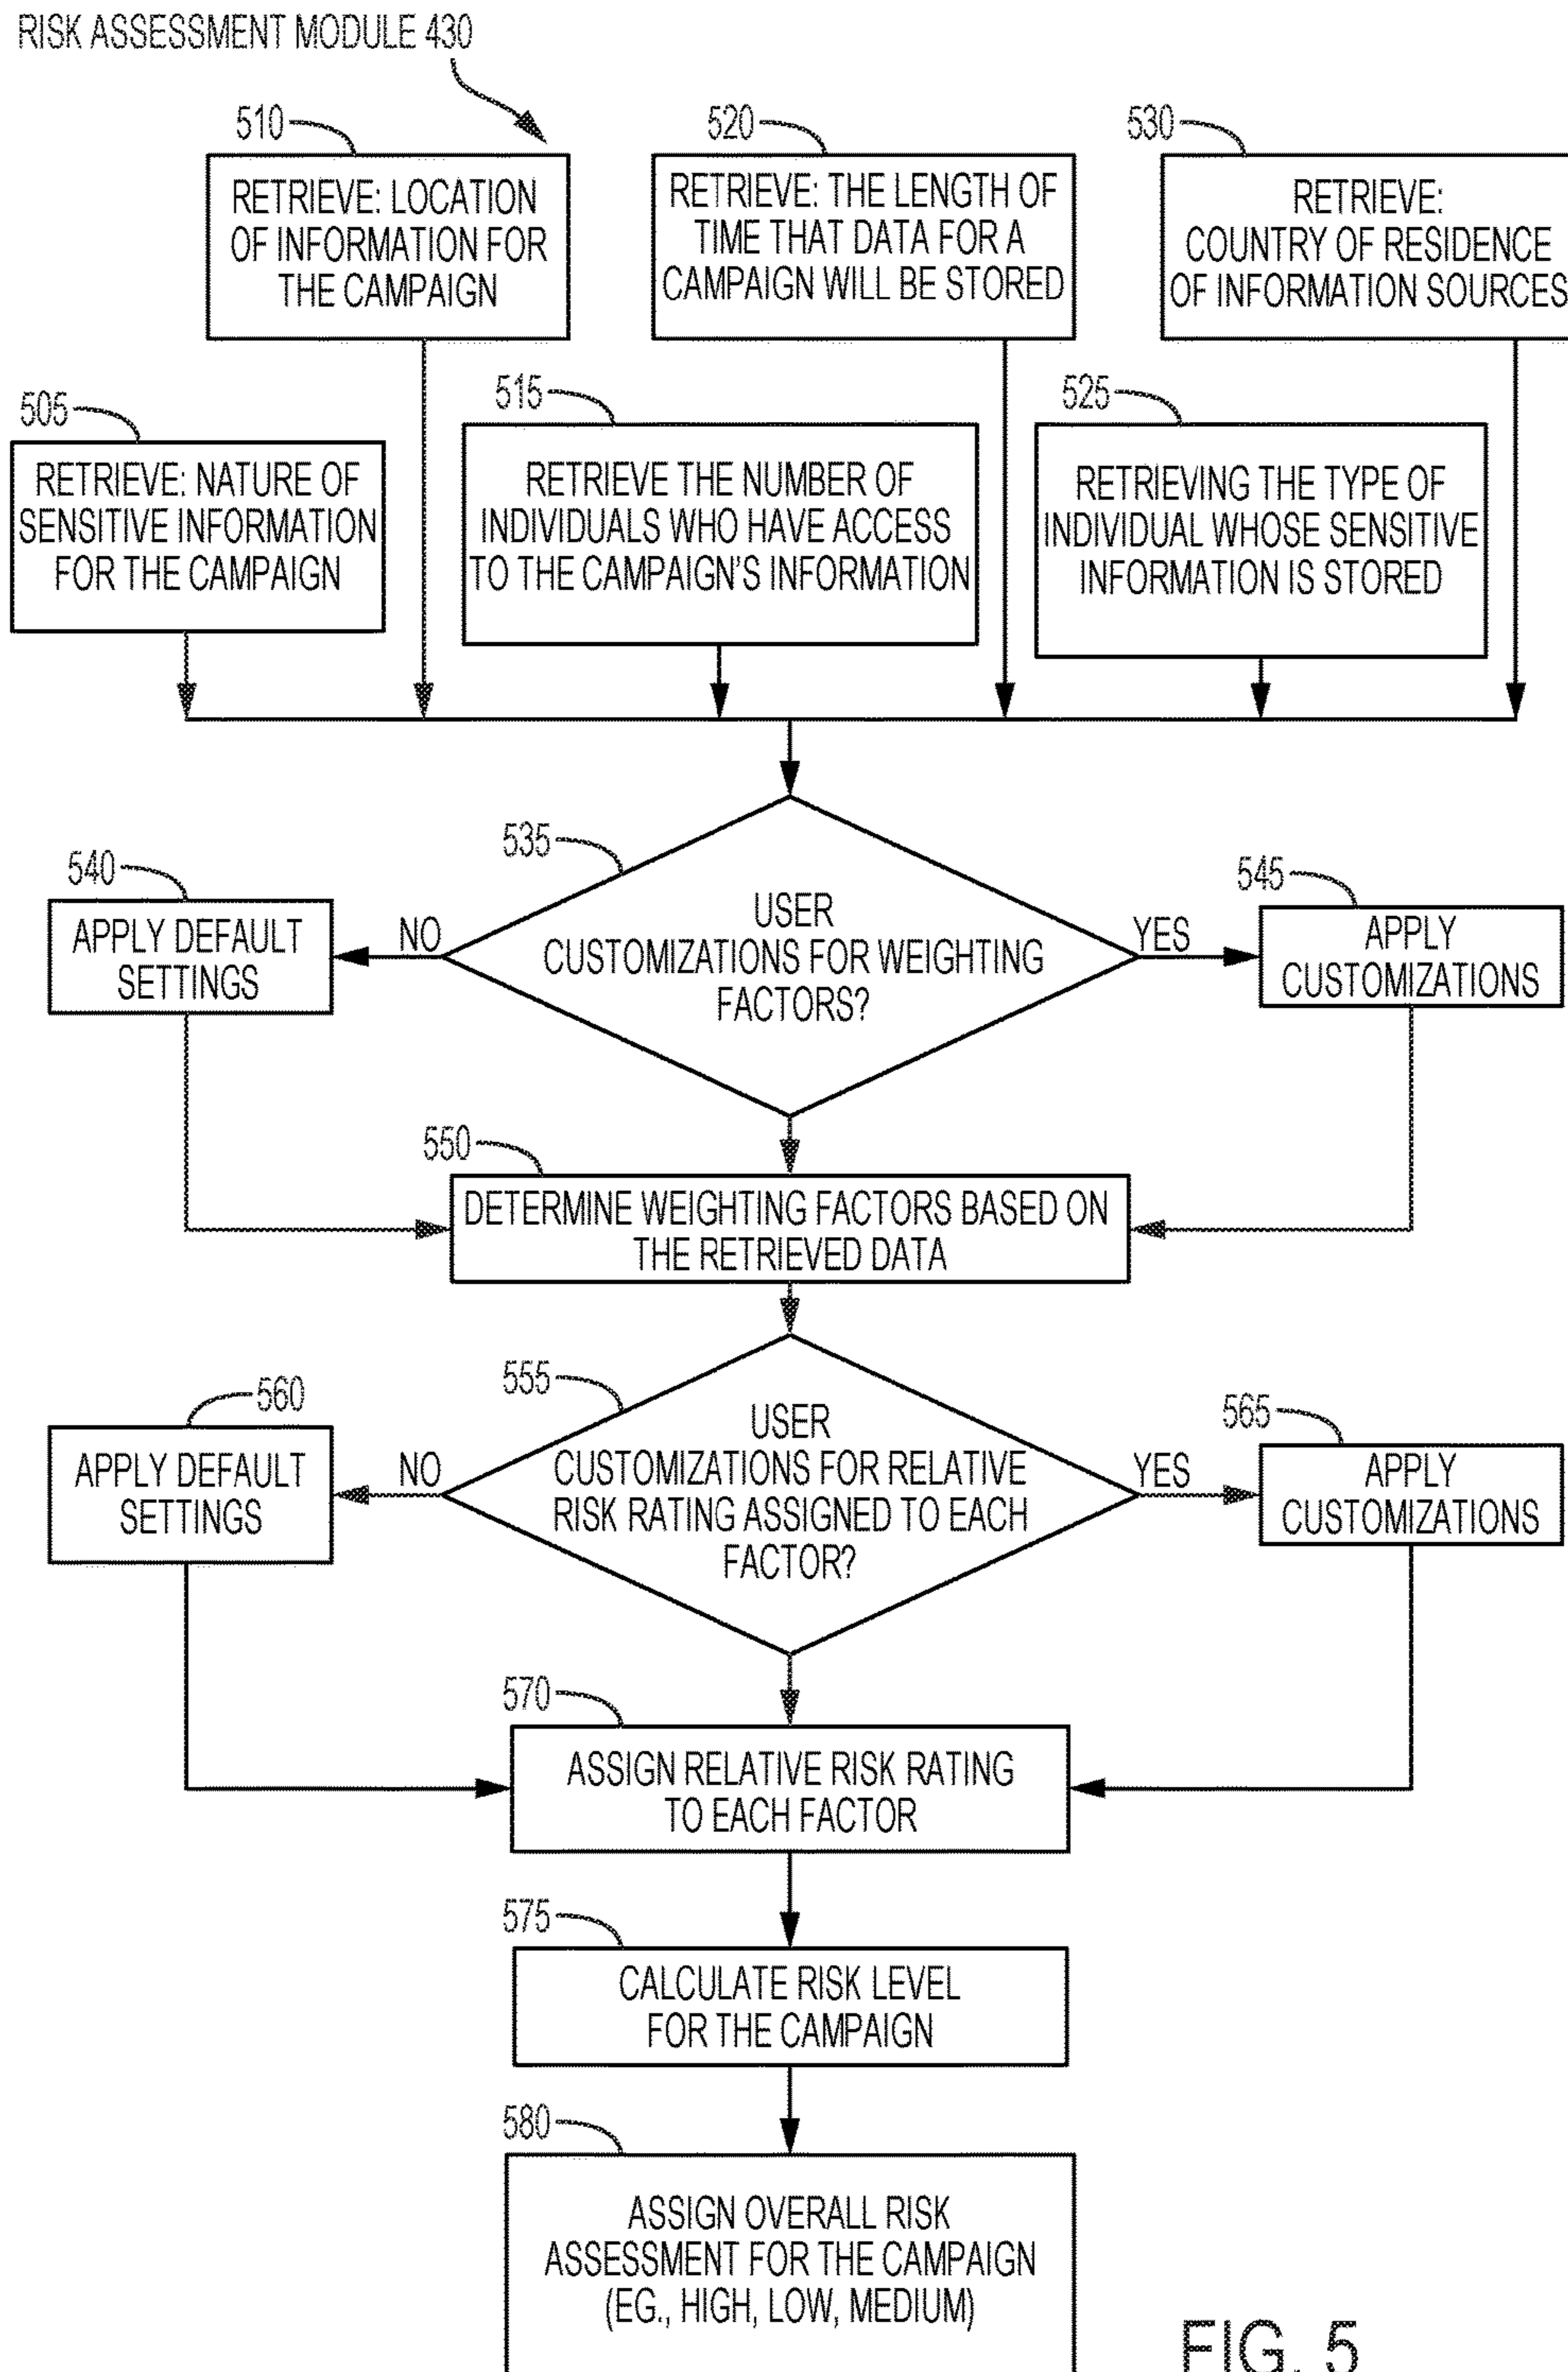 RISK ASSESSMENT MODULE 430
510
RETRIEVE: LOCATION
OF INFORMATION FOR
THE CAMPAIGN
520
RETRIEVE: THE LENGTH OF
TIME THAT DATA FOR A
CAMPAIGN WILL BE STORED
530
RETRIEVE:
COUNTRY OF RESIDENCE
OF INFORMATION SOURCES
505
RETRIEVE: NATURE OF
SENSITIVE INFORMATION
FOR THE CAMPAIGN
515
RETRIEVE THE NUMBER OF
INDIVIDUALS WHO HAVE ACCESS
TO THE CAMPAIGN'S INFORMATION
525
RETRIEVING THE TYPE OF
INDIVIDUAL WHOSE SENSITIVE
INFORMATION IS STORED
535
USER
CUSTOMIZATIONS FOR WEIGHTING
FACTORS?
540
APPLY DEFAULT
SETTINGS
NO
YES
545
APPLY
CUSTOMIZATIONS
550
DETERMINE WEIGHTING FACTORS BASED ON
THE RETRIEVED DATA
555
USER
CUSTOMIZATIONS FOR RELATIVE
RISK RATING ASSIGNED TO EACH
FACTOR?
560
APPLY DEFAULT
SETTINGS
NO
YES
565
APPLY
CUSTOMIZATIONS
570
ASSIGN RELATIVE RISK RATING
TO EACH FACTOR
575
CALCULATE RISK LEVEL
FOR THE CAMPAIGN
580
ASSIGN OVERALL RISK
ASSESSMENT FOR THE CAMPAIGN
(EG., HIGH, LOW, MEDIUM)
FIG. 5